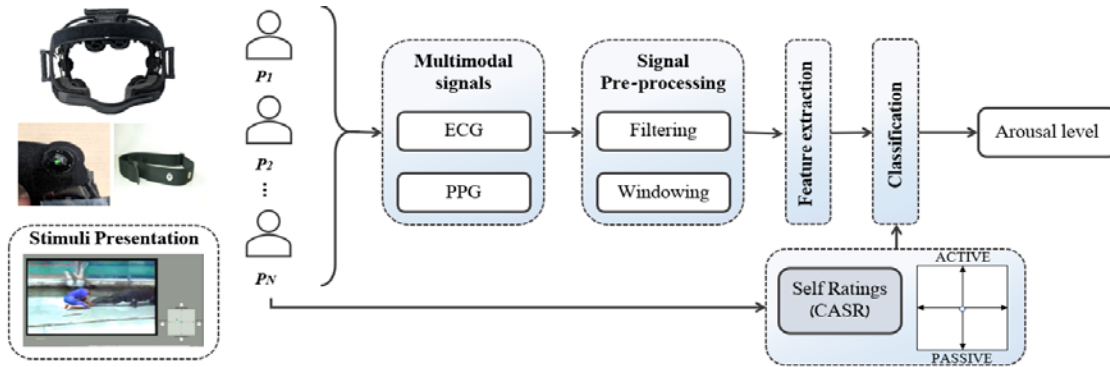 P1
P2
...
PN
Stimuli Presentation
Multimodal
signals
ECG
PPG
Signal
Pre-processing
Filtering
Windowing
Feature extraction
Classification
Arousal level
Self Ratings
(CASR)
ACTIVE
PASSIVE